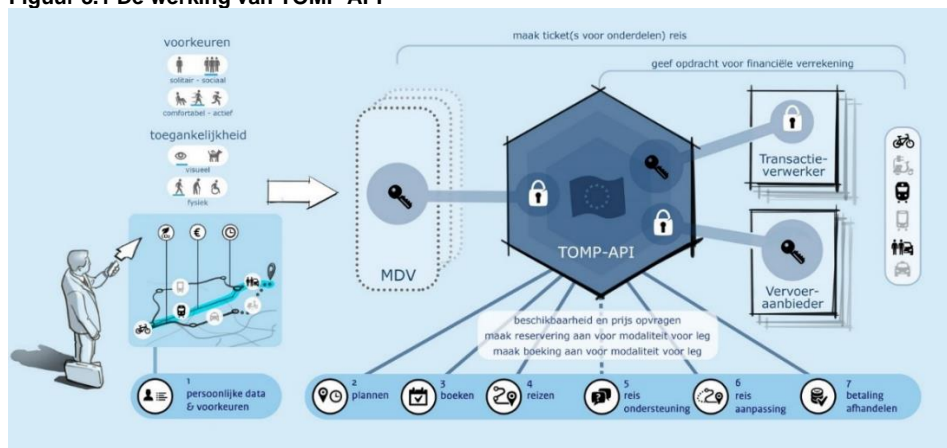 Figuur 3.1 De werking van TOMP-API
voorkeuren
solitair - sociaal
comfortabel - actief
toegankelijkheid
visueel
fysiek
maak ticket(s voor onderdelen) reis
geef opdracht voor financiële verrekening
MDV
TOMP-API
Transactie-
verwerker
Vervoer-
aanbieder
beschikbaarheid en prijs opvragen
maak reservering aan voor modaliteit voor leg
maak boeking aan voor modaliteit voor leg
1
persoonlijke data
& voorkeuren
2
plannen
3
boeken
4
reizen
5
reis
ondersteuning
6
reis
aanpassing
7
betaling
afhandelen